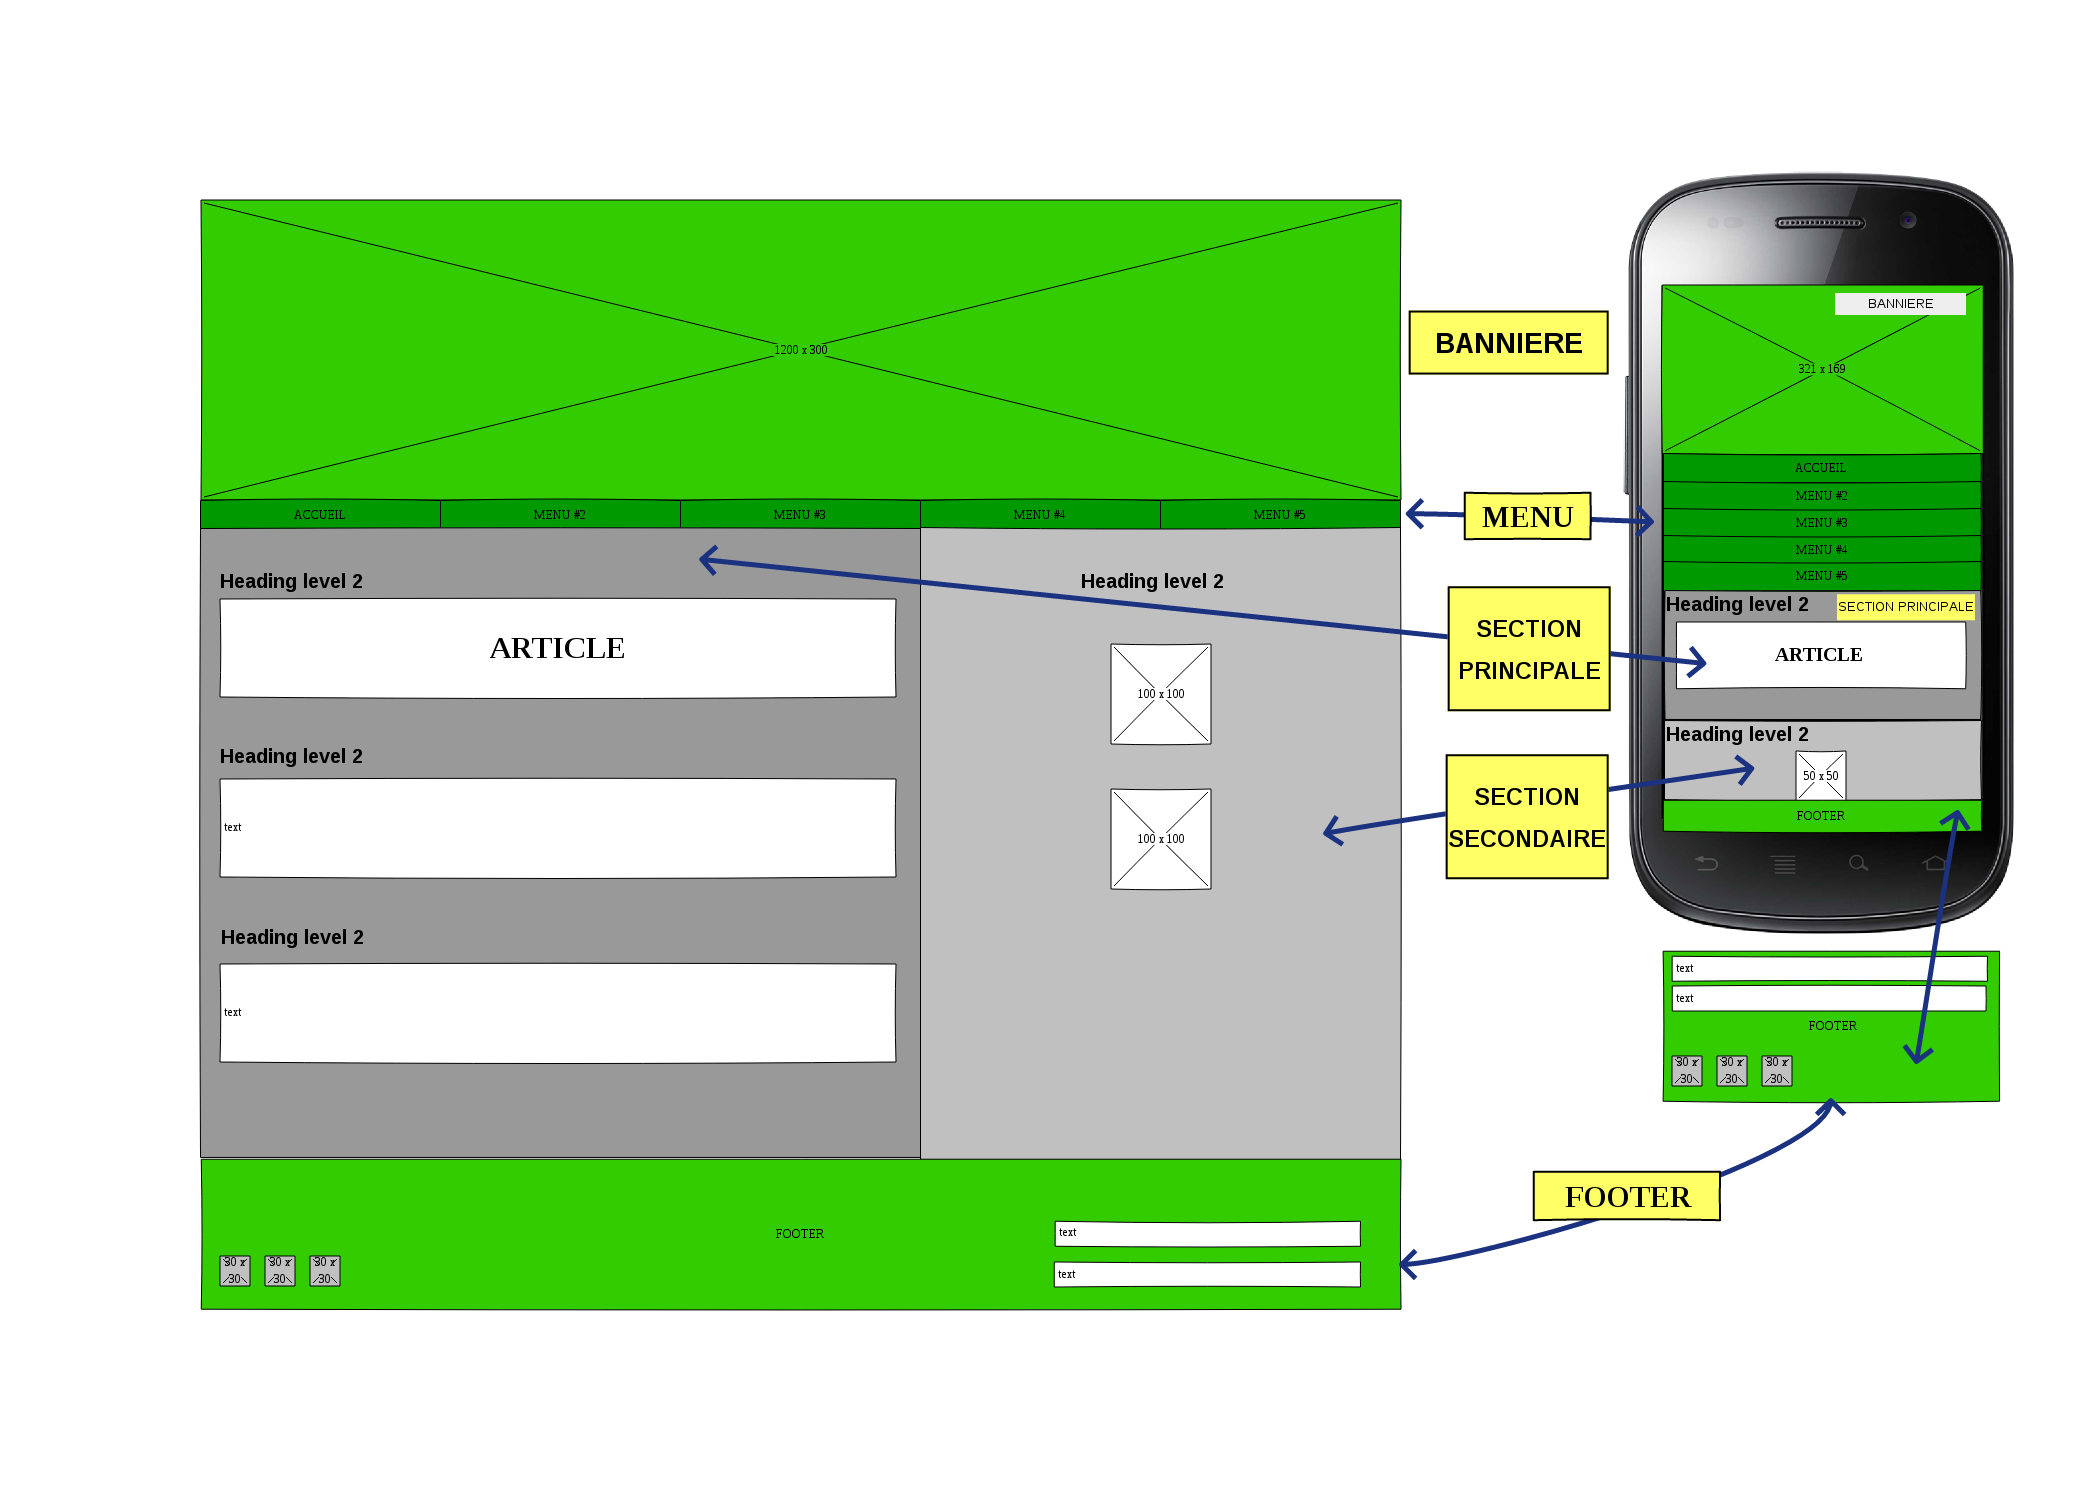 1200 x 300
ACCUEIL
MENU #2
MENU #3
MENU #4
MENU #5
Heading level 2
ARTICLE
Heading level 2
text
Heading level 2
text
Heading level 2
100 x 100
100 x 100
FOOTER
30 x
30
30 x
30
30 x
30
text
text
BANNIERE
MENU
SECTION
PRINCIPALE
SECTION
SECONDAIRE
FOOTER
BANNIERE
321 x 169
ACCUEIL
MENU #2
MENU #3
MENU #4
MENU #5
Heading level 2
SECTION PRINCIPALE
ARTICLE
Heading level 2
50 x 50
FOOTER
text
text
FOOTER
30 x
30
30 x
30
30 x
30